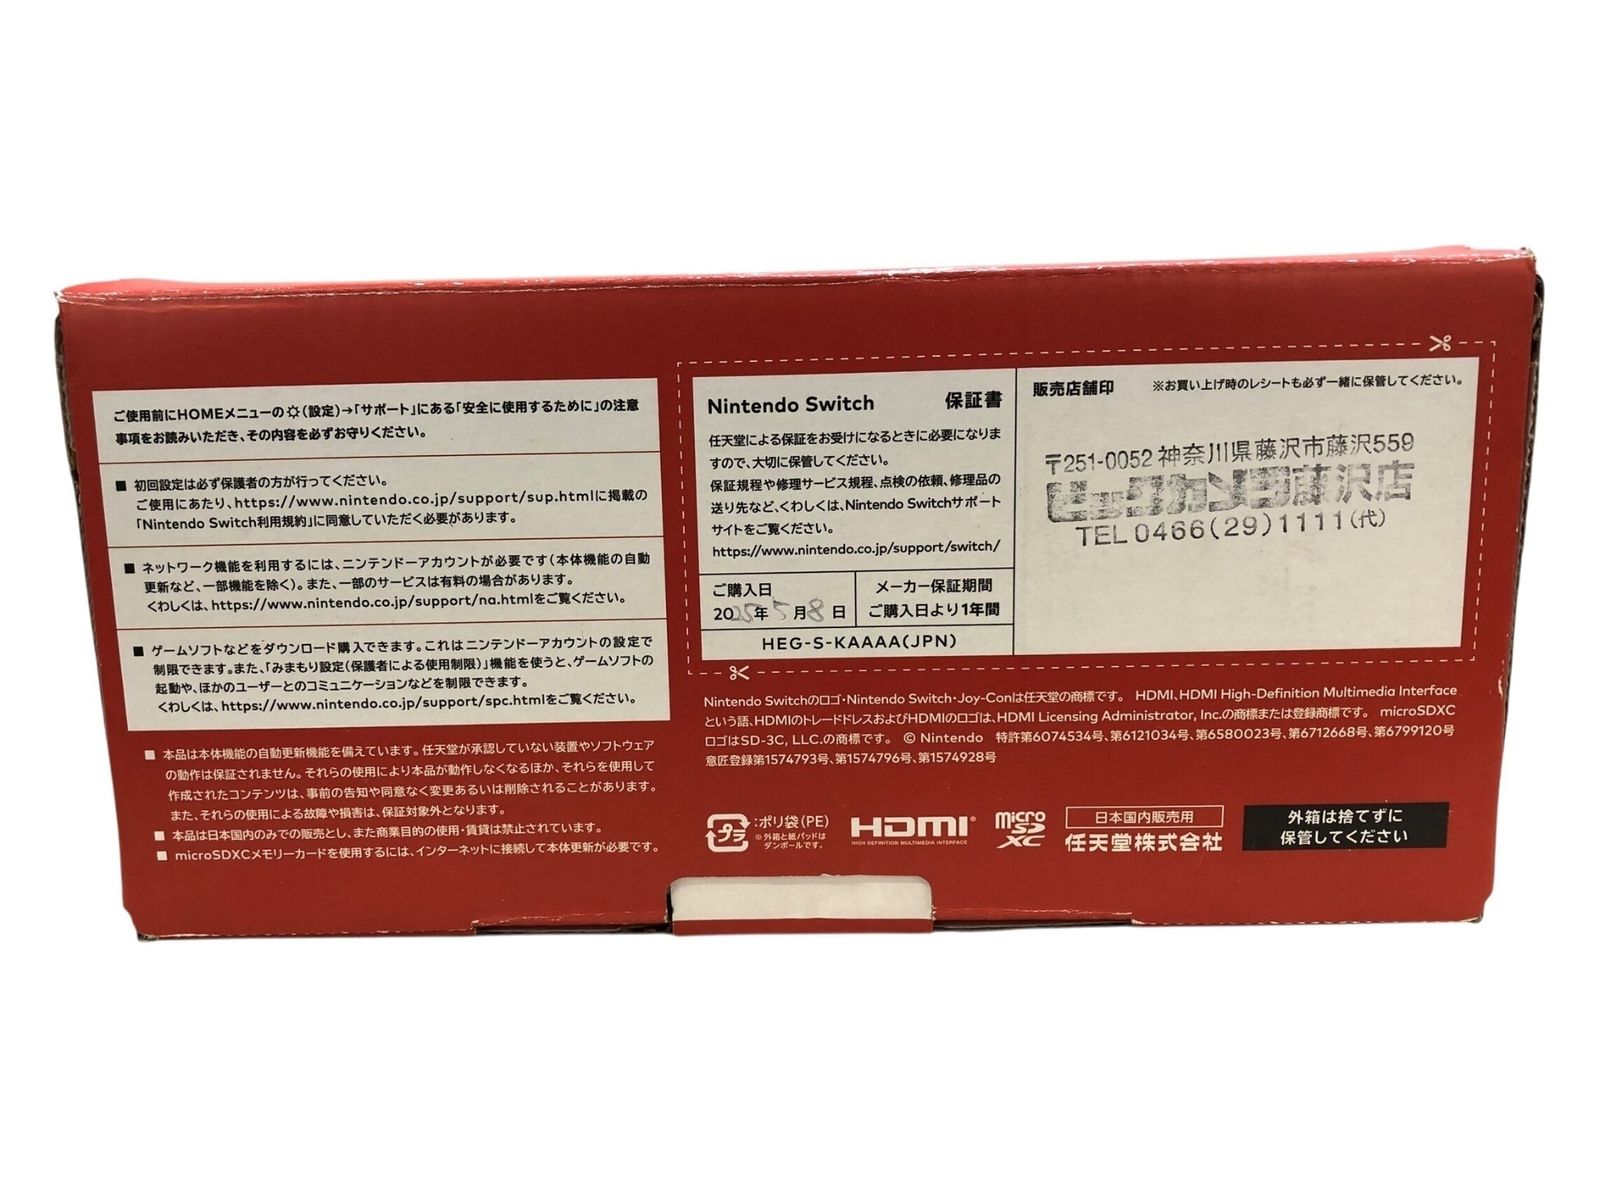 ご使用前にHOMEメニューの☼(設定)→「サポート」にある「安全に使用するために」の注意
事項をお読みいただき、その内容を必ずお守りください。
■ 初回設定は必ず保護者の方が行ってください。
ご使用にあたり、https://www.nintendo.co.jp/support/sup.htmlに掲載の
「Nintendo Switch利用規約」に同意していただく必要があります。
■ ネットワーク機能を利用するには、ニンテンドーアカウントが必要です(本体機能の自動
更新など、一部機能を除く)。また、一部のサービスは有料の場合があります。
くわしくは、https://www.nintendo.co.jp/support/na.htmlをご覧ください。
■ ゲームソフトなどをダウンロード購入できます。これはニンテンドーアカウントの設定で
制限できます。また、「みまもり設定(保護者による使用制限)」機能を使うと、ゲームソフトの
起動や、ほかのユーザーとのコミュニケーションなどを制限できます。
くわしくは、https://www.nintendo.co.jp/support/spc.htmlをご覧ください。
■ 本品は本体機能の自動更新機能を備えています。任天堂が承認していない装置やソフトウェア
の動作は保証されません。それらの使用により本品が動作しなくなるほか、それらを使用して
作成されたコンテンツは、事前の告知や同意なく変更あるいは削除されることがあります。
また、それらの使用による故障や損害は、保証対象外となります。
■ 本品は日本国内のみでの販売とし、また商業目的の使用・賃貸は禁止されています。
■ microSDXCメモリーカードを使用するには、インターネットに接続して本体更新が必要です。
Nintendo Switch 保証書
任天堂による保証をお受けになるときに必要になりま
すので、大切に保管してください。
保証規程や修理サービス規程、点検の依頼、修理品の
送り先など、くわしくは、Nintendo Switchサポート
サイトをご覧ください。
https://www.nintendo.co.jp/support/switch/
ご購入日
20 年5月8日
メーカー保証期間
ご購入日より1年間
HEG-S-KAAAA(JPN)
販売店舗印 ※お買い上げ時のレシートも必ず一緒に保管してください。
〒251-0052 神奈川県藤沢市藤沢559
ビックカメラ藤沢店
TEL 0466(29)1111(代)
Nintendo Switchのロゴ・Nintendo Switch・Joy-Conは任天堂の商標です。 HDMI、HDMI High-Definition Multimedia Interface
という語、HDMIのトレードドレスおよびHDMIのロゴは、HDMI Licensing Administrator, Inc.の商標または登録商標です。 microSDXC
ロゴはSD-3C, LLC.の商標です。 © Nintendo 特許第6074534号、第6121034号、第6580023号、第6712668号、第6799120号
意匠登録第1574793号、第1574796号、第1574928号
プラ
:ポリ袋(PE)
※外箱と紙パッドは
ダンボールです。
HDMI®
HIGH DEFINITION MULTIMEDIA INTERFACE
micro
SD
XC
日本国内販売用
任天堂株式会社
外箱は捨てずに
保管してください